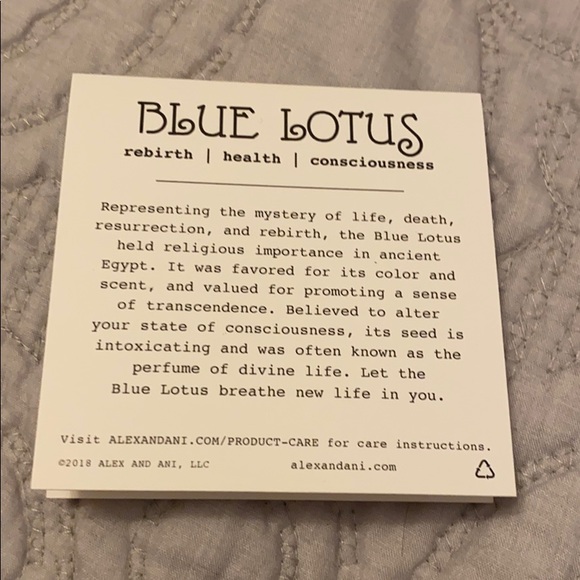 BLUE LOTUS
rebirth | health | consciousness
Representing the mystery of life, death,
resurrection, and rebirth, the Blue Lotus
held religious importance in ancient
Egypt. It was favored for its color and
scent, and valued for promoting a sense
of transcendence. Believed to alter
your state of consciousness, its seed is
intoxicating and was often known as the
perfume of divine life. Let the
Blue Lotus breathe new life in you.
Visit ALEXANDANI.COM/PRODUCT-CARE for care instructions.
©2018 ALEX AND ANI, LLC alexandani.com